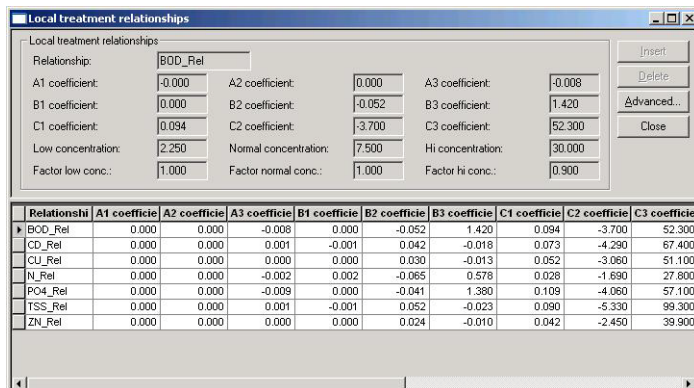 Local treatment relationships
Local treatment relationships
Relationship: BOD_Rel Insert
A1 coefficient: -0.000 A2 coefficient: 0.000 A3 coefficient: -0.008 Delete
B1 coefficient: 0.000 B2 coefficient: -0.052 B3 coefficient: 1.420 Advanced...
C1 coefficient: 0.094 C2 coefficient: -3.700 C3 coefficient: 52.300 Close
Low concentration: 2.250 Normal concentration: 7.500 Hi concentration: 30.000
Factor low conc.: 1.000 Factor normal conc.: 1.000 Factor hi conc.: 0.900
Relationshi A1 coefficie A2 coefficie A3 coefficie B1 coefficie B2 coefficie B3 coefficie C1 coefficie C2 coefficie C3 coefficie
BOD_Rel 0.000 0.000 -0.008 0.000 -0.052 1.420 0.094 -3.700 52.300
CD_Rel 0.000 0.000 0.001 -0.001 0.042 -0.018 0.073 -4.290 67.400
CU_Rel 0.000 0.000 0.000 0.000 0.030 -0.013 0.052 -3.060 51.100
N_Rel 0.000 0.000 -0.002 0.002 -0.065 0.578 0.028 -1.690 27.800
PO4_Rel 0.000 0.000 -0.009 0.000 -0.041 1.380 0.109 -4.060 57.100
TSS_Rel 0.000 0.000 0.001 -0.001 0.052 -0.023 0.090 -5.330 99.300
ZN_Rel 0.000 0.000 0.000 0.000 0.024 -0.010 0.042 -2.450 39.900